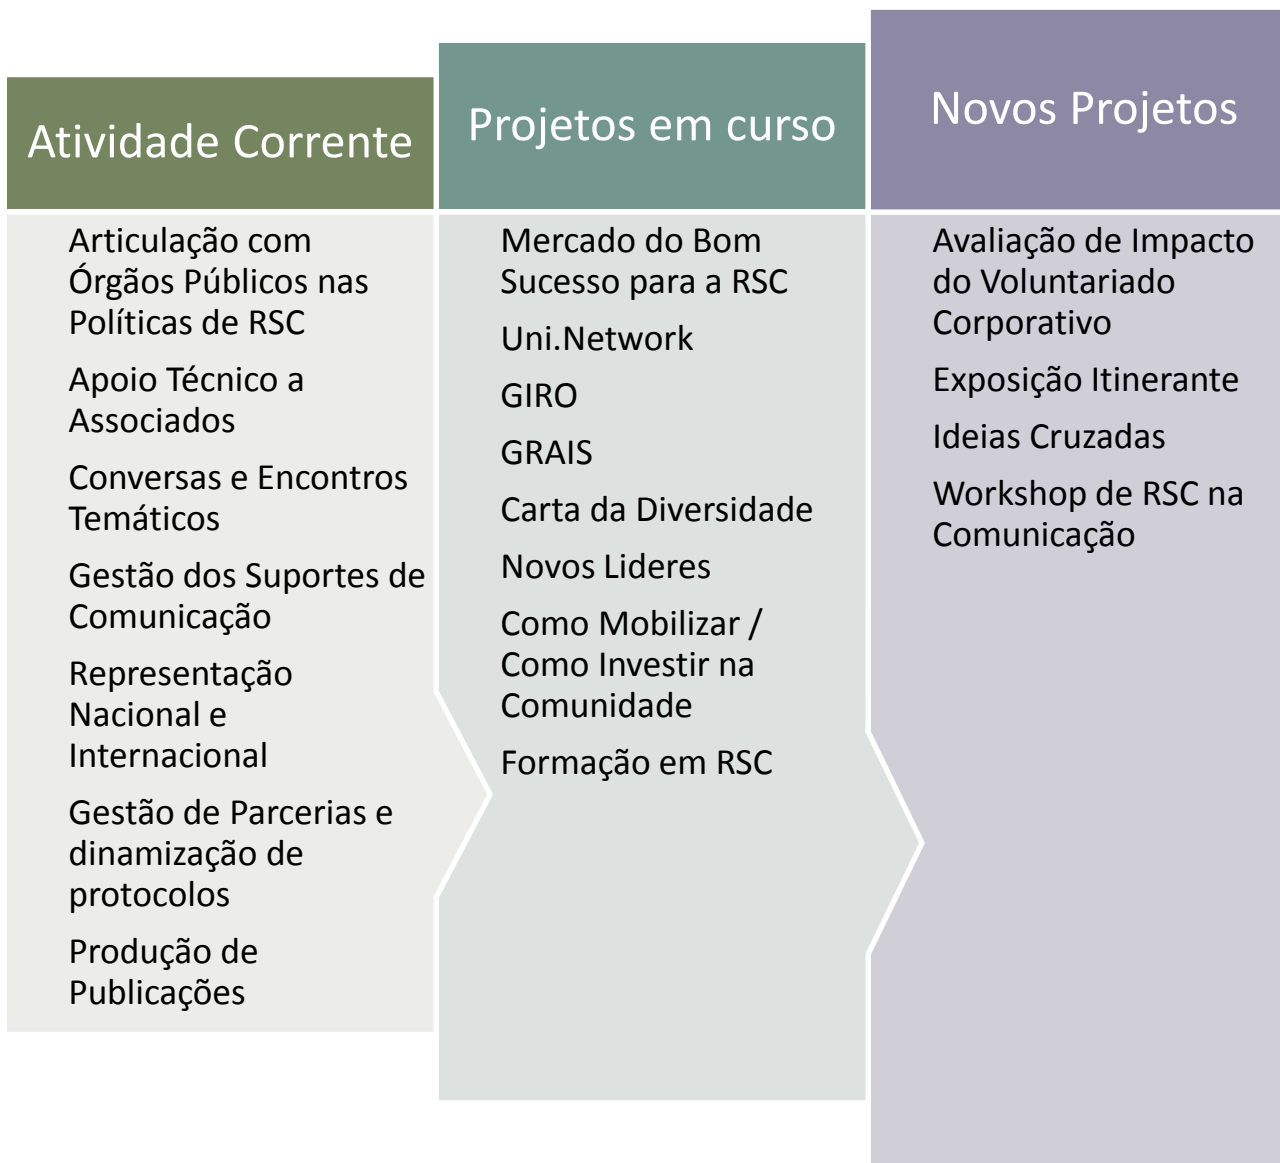 Atividade Corrente
Articulação com
Órgãos Públicos nas
Políticas de RSC
Apoio Técnico a
Associados
Conversas e Encontros
Temáticos
Gestão dos Suportes de
Comunicação
Representação
Nacional e
Internacional
Gestão de Parcerias e
dinamização de
protocolos
Produção de
Publicações
Projetos em curso
Mercado do Bom
Sucesso para a RSC
Uni.Network
GIRO
GRAIS
Carta da Diversidade
Novos Lideres
Como Mobilizar /
Como Investir na
Comunidade
Formação em RSC
Novos Projetos
Avaliação de Impacto
do Voluntariado
Corporativo
Exposição Itinerante
Ideias Cruzadas
Workshop de RSC na
Comunicação